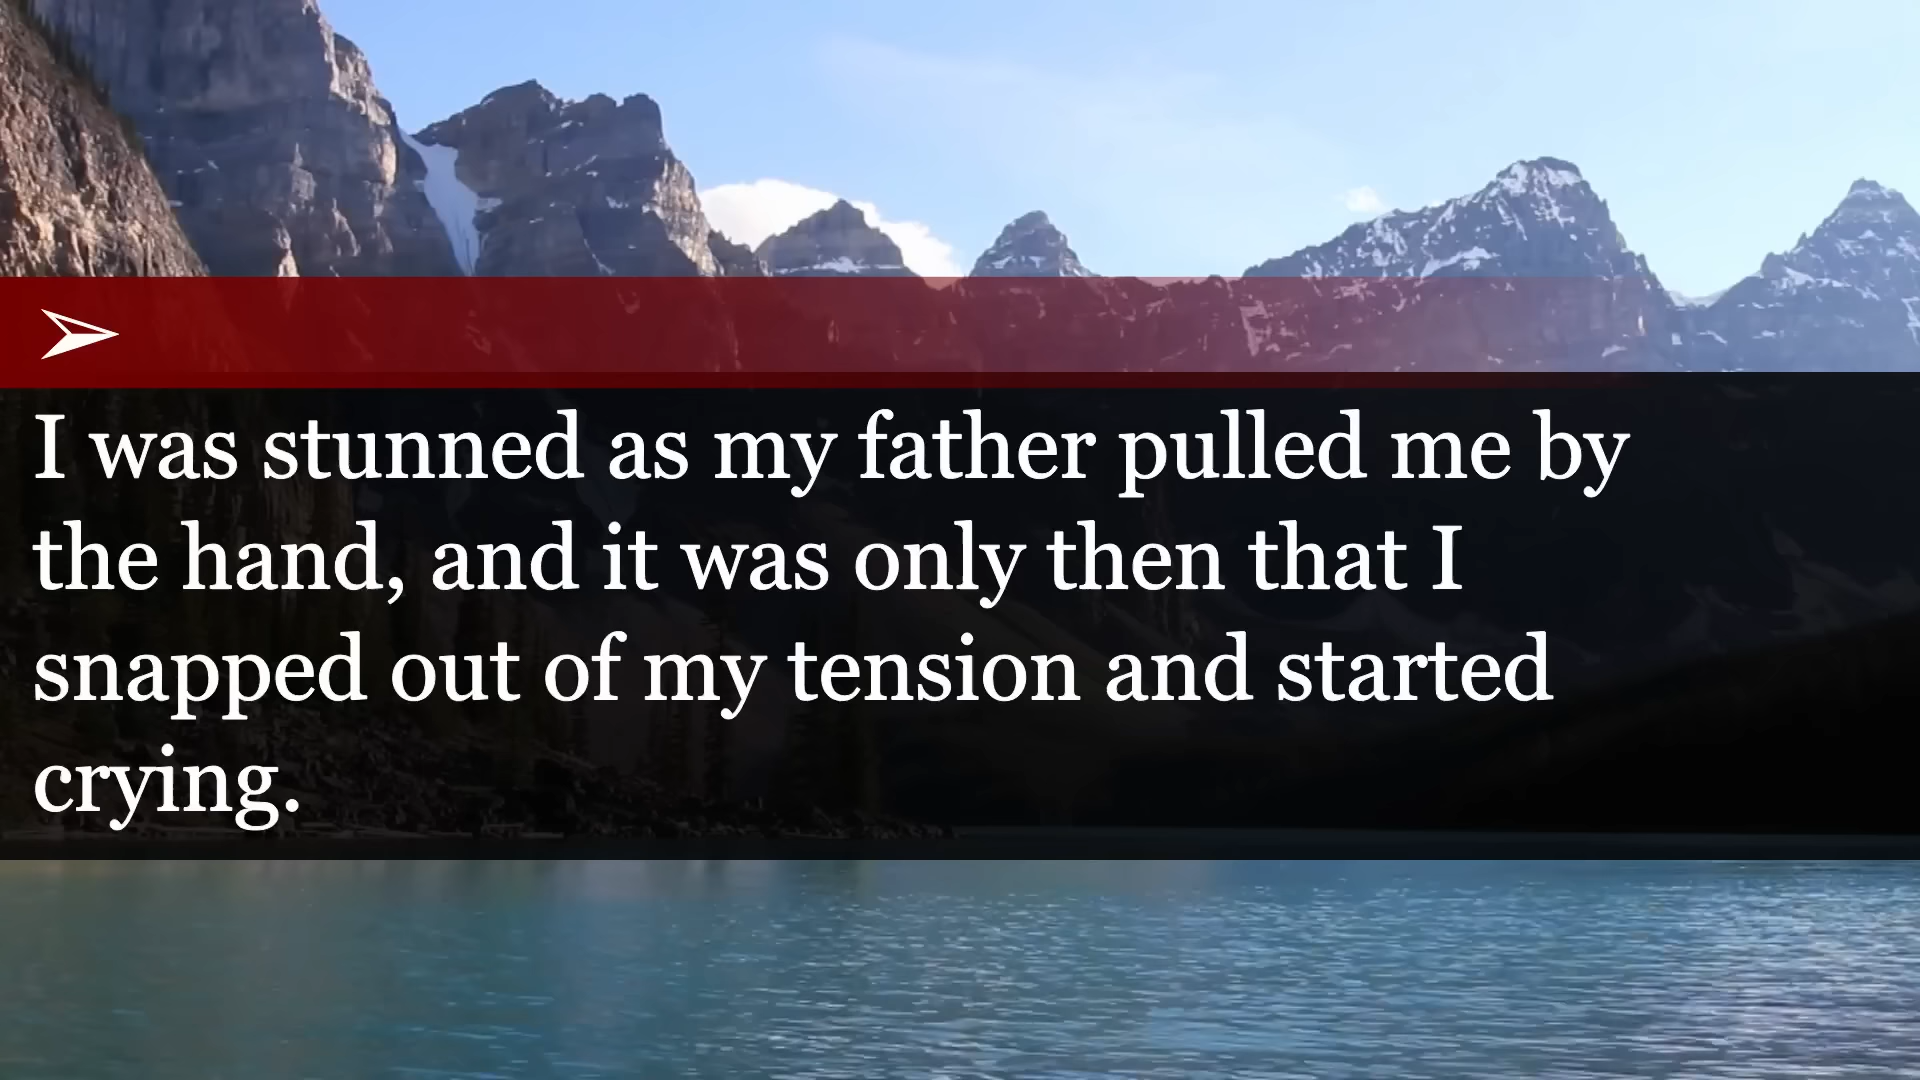 I was stunned as my father pulled me by
the hand, and it was only then that I
snapped out of my tension and started
crying.